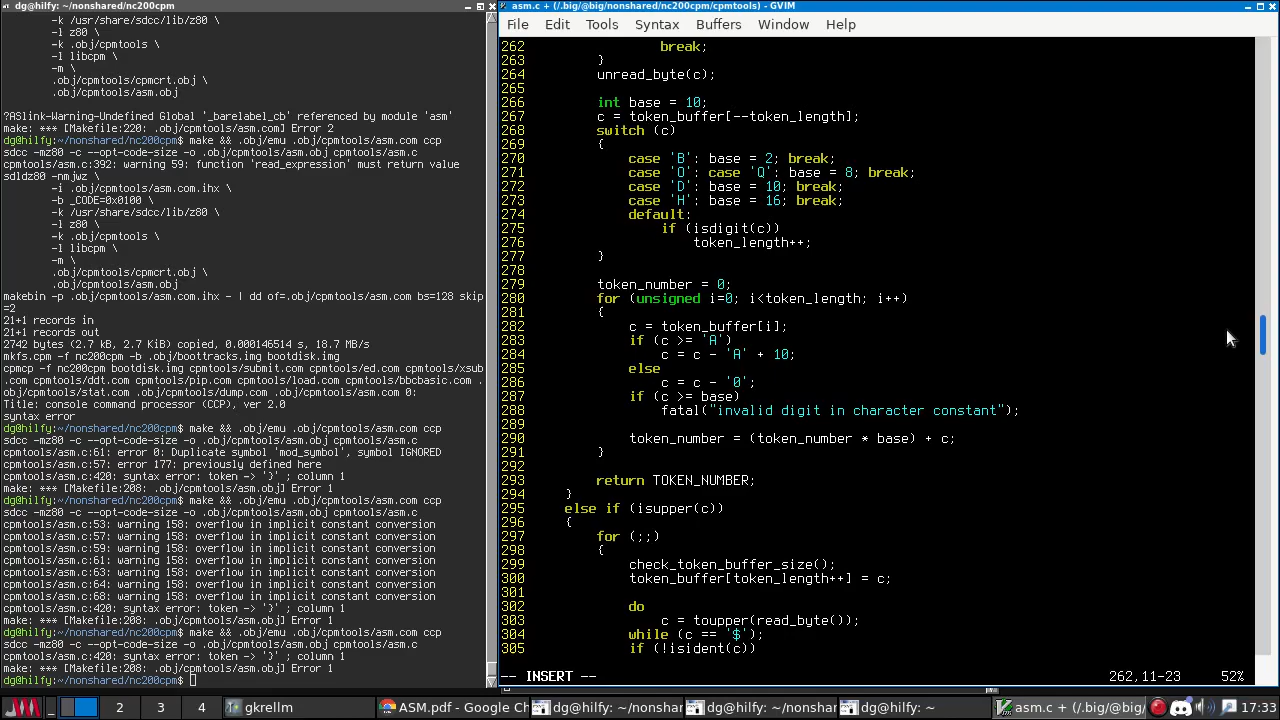 dg@hilfy: ~/nonshared/nc200cpm
-k /usr/share/sdcc/lib/z80 \
-l z80 \
-k .obj/cpmtools \
-l libcpm \
-m \
.obj/cpmtools/cpmcrt.obj \
.obj/cpmtools/asm.obj
?ASlink-Warning-Undefined Global '_barelabel_cb' referenced by module 'asm'
make: *** [Makefile:220: .obj/cpmtools/asm.com] Error 2
dg@hilfy:~/nonshared/nc200cpm$ make && .obj/emu .obj/cpmtools/asm.com ccp
sdcc -mz80 -c --opt-code-size -o .obj/cpmtools/asm.obj cpmtools/asm.c
cpmtools/asm.c:392: warning 59: function 'read_expression' must return value
sdldz80 -nmjwz \
-i .obj/cpmtools/asm.com.ihx \
-b _CODE=0x0100 \
-k /usr/share/sdcc/lib/z80 \
-l z80 \
-k .obj/cpmtools \
-l libcpm \
-m \
.obj/cpmtools/cpmcrt.obj \
.obj/cpmtools/asm.obj
makebin -p .obj/cpmtools/asm.com.ihx - | dd of=.obj/cpmtools/asm.com bs=128 skip
=2
21+1 records in
21+1 records out
2742 bytes (2.7 kB, 2.7 KiB) copied, 0.000146514 s, 18.7 MB/s
mkfs.cpm -f nc200cpm -b .obj/boottracks.img bootdisk.img
cpmcp -f nc200cpm bootdisk.img cpmtools/submit.com cpmtools/ed.com cpmtools/xsub
.com cpmtools/ddt.com cpmtools/pip.com cpmtools/load.com cpmtools/bbcbasic.com .
obj/cpmtools/stat.com .obj/cpmtools/dump.com .obj/cpmtools/asm.com 0:
Title: console command processor (CCP), ver 2.0
syntax error
dg@hilfy:~/nonshared/nc200cpm$ make && .obj/emu .obj/cpmtools/asm.com ccp
sdcc -mz80 -c --opt-code-size -o .obj/cpmtools/asm.obj cpmtools/asm.c
cpmtools/asm.c:61: error 0: Duplicate symbol 'mod_symbol', symbol IGNORED
cpmtools/asm.c:57: error 177: previously defined here
cpmtools/asm.c:420: syntax error: token -> '}' ; column 1
make: *** [Makefile:208: .obj/cpmtools/asm.obj] Error 1
dg@hilfy:~/nonshared/nc200cpm$ make && .obj/emu .obj/cpmtools/asm.com ccp
sdcc -mz80 -c --opt-code-size -o .obj/cpmtools/asm.obj cpmtools/asm.c
cpmtools/asm.c:53: warning 158: overflow in implicit constant conversion
cpmtools/asm.c:57: warning 158: overflow in implicit constant conversion
cpmtools/asm.c:59: warning 158: overflow in implicit constant conversion
cpmtools/asm.c:61: warning 158: overflow in implicit constant conversion
cpmtools/asm.c:63: warning 158: overflow in implicit constant conversion
cpmtools/asm.c:64: warning 158: overflow in implicit constant conversion
cpmtools/asm.c:68: warning 158: overflow in implicit constant conversion
cpmtools/asm.c:420: syntax error: token -> '}' ; column 1
make: *** [Makefile:208: .obj/cpmtools/asm.obj] Error 1
dg@hilfy:~/nonshared/nc200cpm$ make && .obj/emu .obj/cpmtools/asm.com ccp
sdcc -mz80 -c --opt-code-size -o .obj/cpmtools/asm.obj cpmtools/asm.c
cpmtools/asm.c:420: syntax error: token -> '}' ; column 1
make: *** [Makefile:208: .obj/cpmtools/asm.obj] Error 1
dg@hilfy:~/nonshared/nc200cpm$
asm.c + (/.big/@big/nonshared/nc200cpm/cpmtools) - GVIM
File Edit Tools Syntax Buffers Window Help
262 break;
263 }
264 unread_byte(c);
265
266 int base = 10;
267 c = token_buffer[--token_length];
268 switch (c)
269 {
270 case 'B': base = 2; break;
271 case 'O': case 'Q': base = 8; break;
272 case 'D': base = 10; break;
273 case 'H': base = 16; break;
274 default:
275 if (isdigit(c))
276 token_length++;
277 }
278
279 token_number = 0;
280 for (unsigned i=0; i<token_length; i++)
281 {
282 c = token_buffer[i];
283 if (c >= 'A')
284 c = c - 'A' + 10;
285 else
286 c = c - '0';
287 if (c >= base)
288 fatal("invalid digit in character constant");
289
290 token_number = (token_number * base) + c;
291 }
292
293 return TOKEN_NUMBER;
294 }
295 else if (isupper(c))
296 {
297 for (;;)
298 {
299 check_token_buffer_size();
300 token_buffer[token_length++] = c;
301
302 do
303 c = toupper(read_byte());
304 while (c == '$');
305 if (!isident(c))
-- INSERT -- 262,11-23 52%
2 3 4 gkrellm ASM.pdf - Google Ch dg@hilfy: ~/nonshar dg@hilfy: ~/nonshar dg@hilfy: ~ asm.c + (/.big/@big/ 17:33